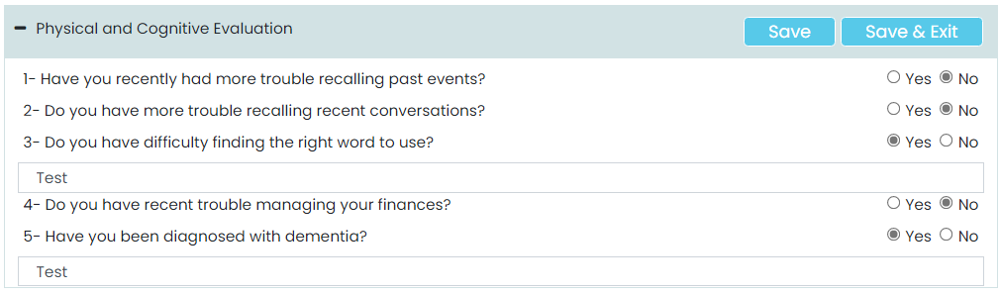 Physical and Cognitive Evaluation
Save
Save & Exit
1- Have you recently had more trouble recalling past events?
Yes No
2- Do you have more trouble recalling recent conversations?
Yes No
3- Do you have difficulty finding the right word to use?
Yes No
Test
4- Do you have recent trouble managing your finances?
Yes No
5- Have you been diagnosed with dementia?
Yes No
Test